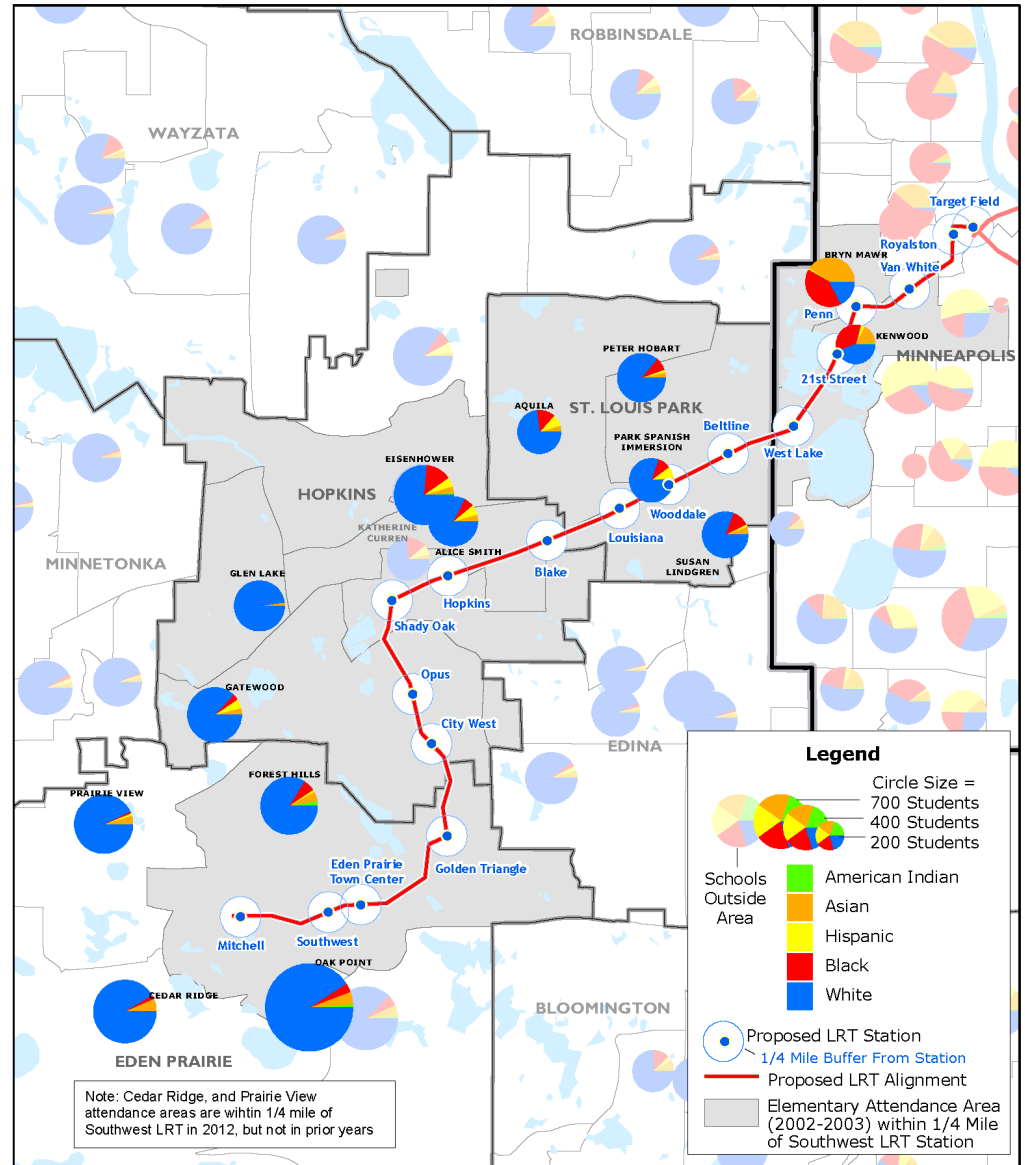 ROBBINSDALE
WAYZATA
Target Field
Royalston
BRYN MAWR
Van White
Penn
KENWOOD
MINNEAPOLIS
21st Street
PETER HOBART
AQUILA
ST. LOUIS PARK
Beltline
West Lake
PARK SPANISH
IMMERSION
EISENHOWER
HOPKINS
Wooddale
Louisiana
KATHERINE
CURREN
ALICE SMITH
Blake
SUSAN
LINDGREN
MINNETONKA
GLEN LAKE
Hopkins
Shady Oak
Opus
GATEWOOD
City West
EDINA
FOREST HILLS
PRAIRIE VIEW
Golden Triangle
Eden Prairie
Town Center
Mitchell
Southwest
OAK POINT
CEDAR RIDGE
BLOOMINGTON
EDEN PRAIRIE
Note: Cedar Ridge, and Prairie View
attendance areas are wihtin 1/4 mile of
Southwest LRT in 2012, but not in prior years
Legend
Circle Size =
700 Students
400 Students
200 Students
Schools
Outside
Area
American Indian
Asian
Hispanic
Black
White
Proposed LRT Station
1/4 Mile Buffer From Station
Proposed LRT Alignment
Elementary Attendance Area
(2002-2003) within 1/4 Mile
of Southwest LRT Station